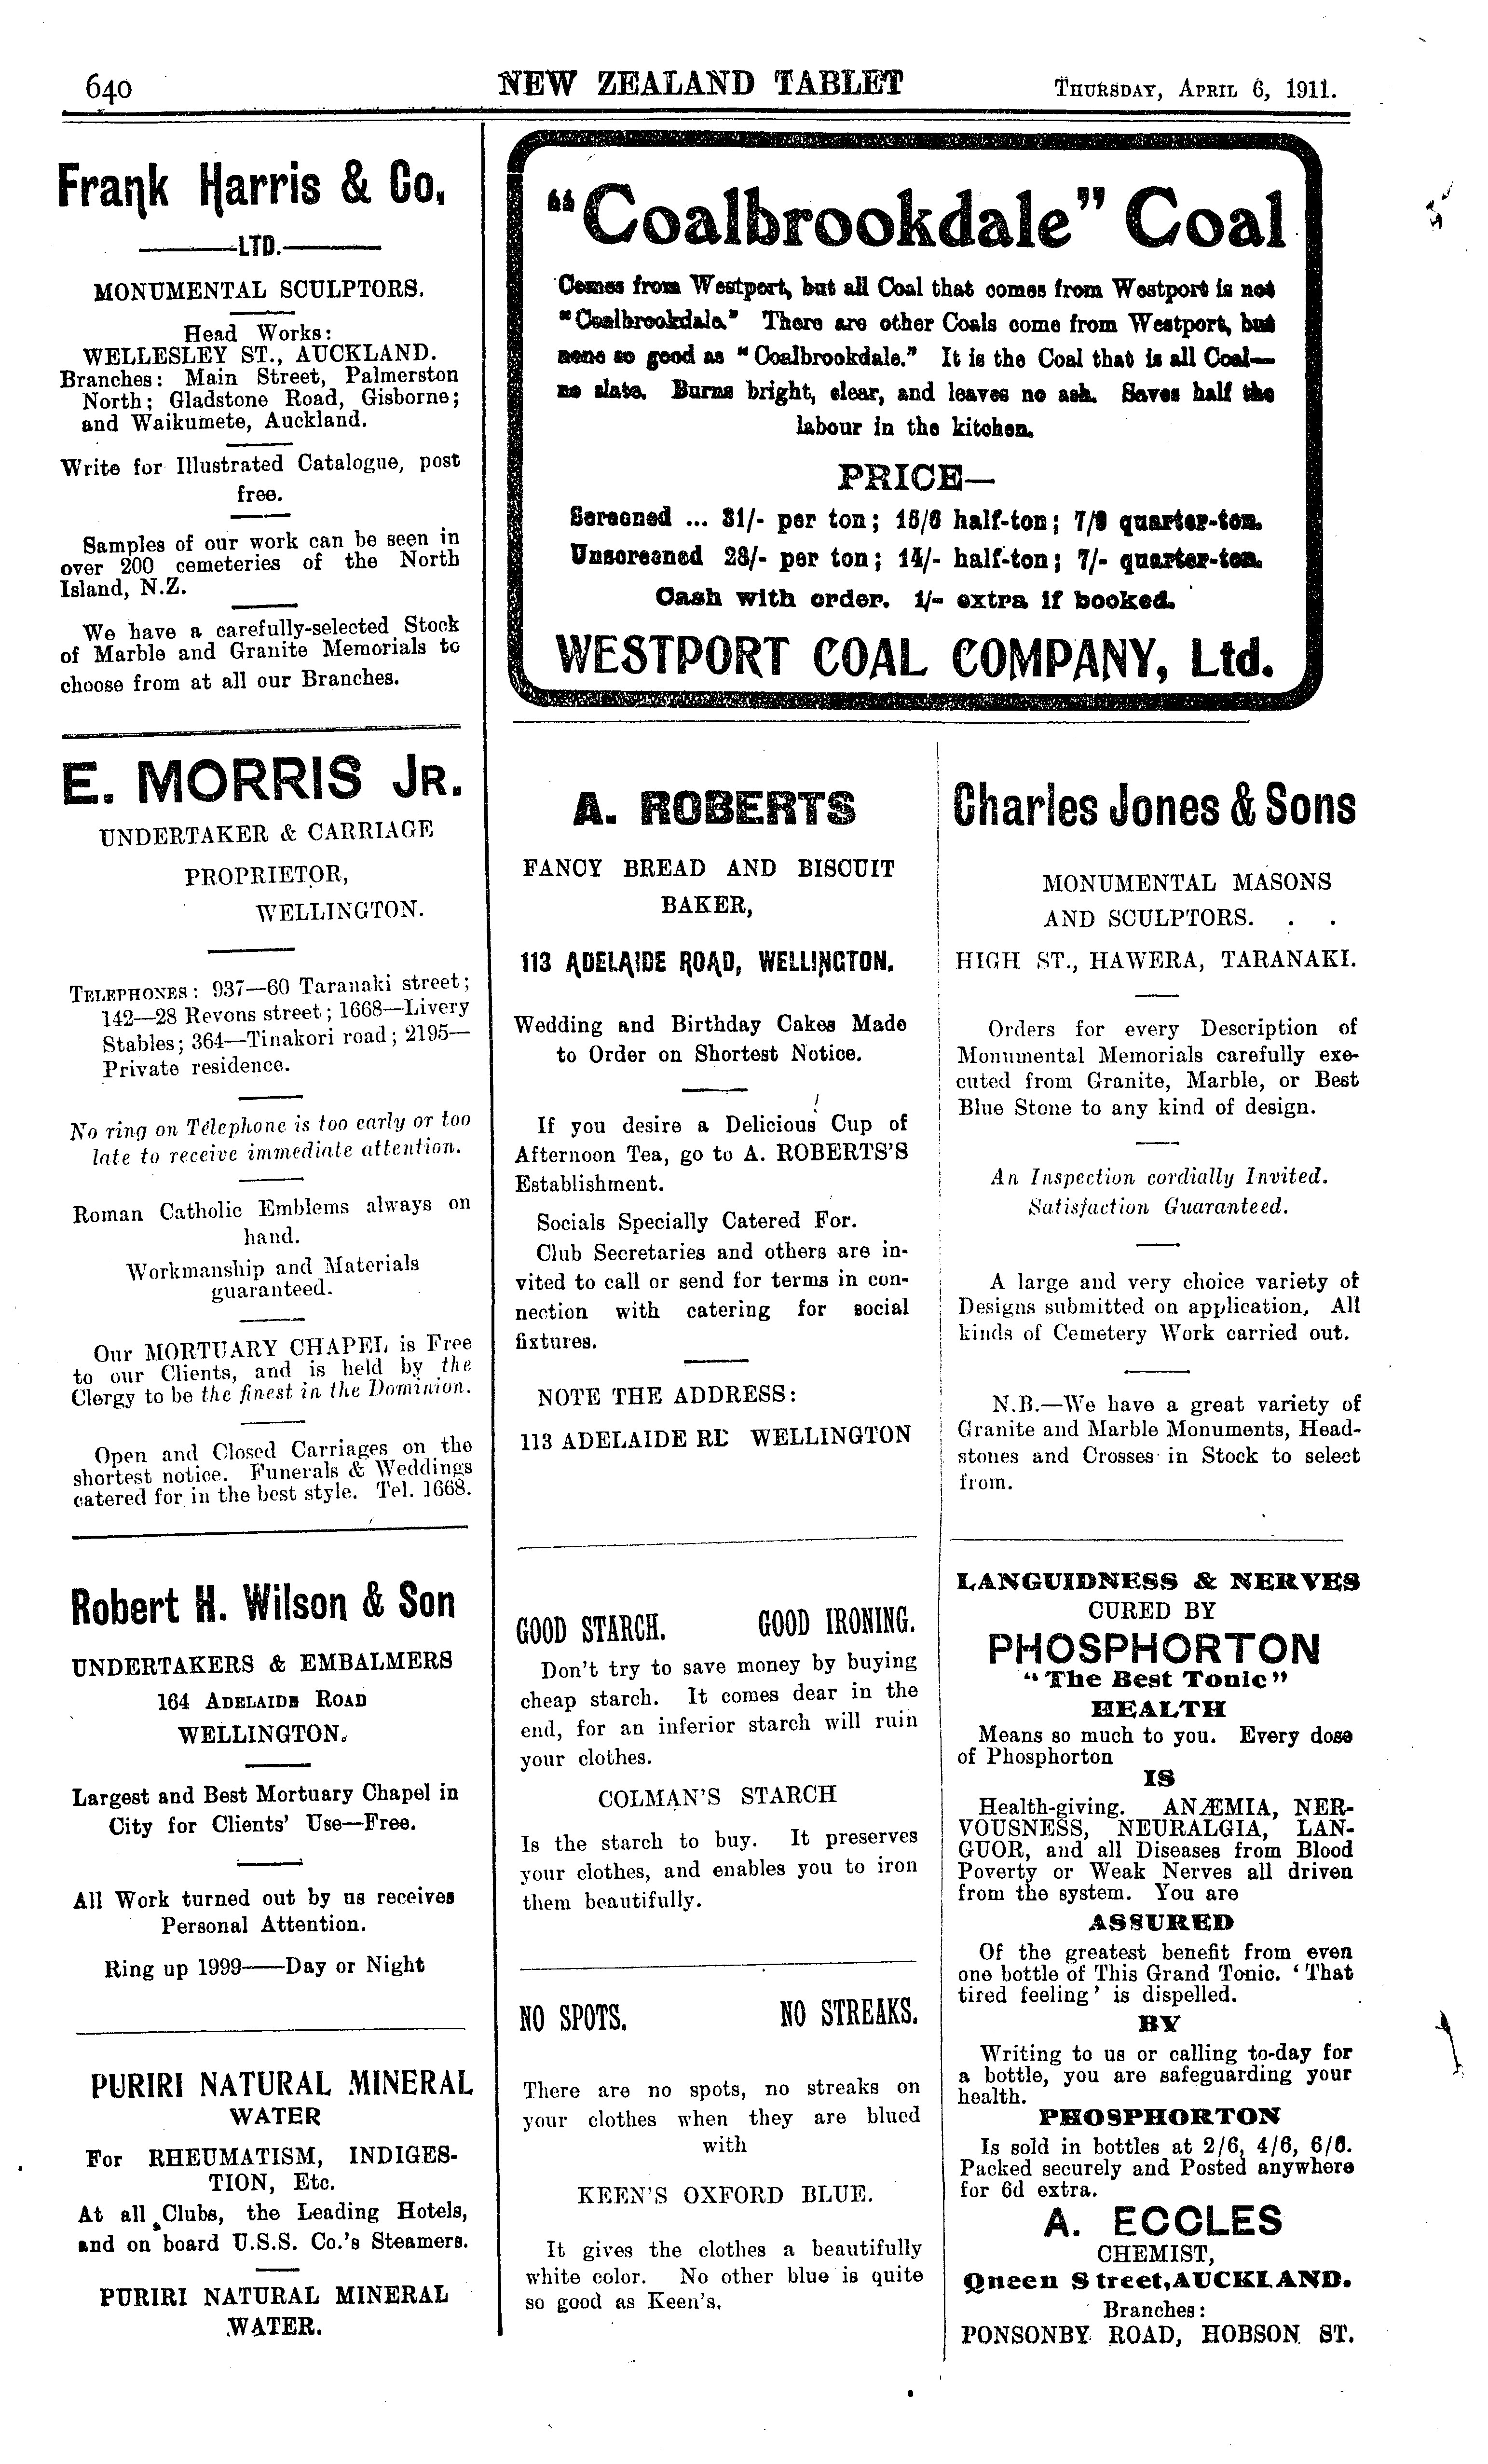 640
NEW ZEALAND TABLET
THURSDAY, APRIL 6, 1911.
Frank Harris & Co.
LTD.
MONUMENTAL SCULPTORS.
Head Works:
WELLESLEY ST., AUCKLAND.
Branches: Main Street, Palmerston
North; Gladstone Road, Gisborne;
and Waikumete, Auckland.
Write for Illustrated Catalogue, post
free.
Samples of our work can be seen in
over 200 cemeteries of the North
Island, N.Z.
We have a carefully-selected Stock
of Marble and Granite Memorials to
choose from at all our Branches.
E. MORRIS JR.
UNDERTAKER & CARRIAGE
PROPRIETOR,
WELLINGTON.
TELEPHONES: 937—60 Taranaki street;
142—28 Revons street; 1668—Livery
Stables; 364—Tinakori road; 2195—
Private residence.
No ring on Telephone is too early or too
late to receive immediate attention.
Roman Catholic Emblems always on
hand.
Workmanship and Materials
guaranteed.
Our MORTUARY CHAPEL is Free
to our Clients, and is held by the
Clergy to be the finest in the Dominion.
Open and Closed Carriages on the
shortest notice. Funerals & Weddings
catered for in the best style. Tel. 1668.
Robert H. Wilson & Son
UNDERTAKERS & EMBALMERS
164 ADELAIDE ROAD
WELLINGTON.
Largest and Best Mortuary Chapel in
City for Clients' Use—Free.
All Work turned out by us receives
Personal Attention.
Ring up 1999——Day or Night
PURIRI NATURAL MINERAL
WATER
For RHEUMATISM, INDIGES-
TION, Etc.
At all Clubs, the Leading Hotels,
and on board U.S.S. Co.'s Steamers.
PURIRI NATURAL MINERAL
WATER.
"Coalbrookdale" Coal
Comes from Westport, but all Coal that comes from Westport is not
"Coalbrookdale." There are other Coals come from Westport, but
none so good as "Coalbrookdale." It is the Coal that is all Coal—
no slate. Burns bright, clear, and leaves no ash. Saves half the
labour in the kitchen.
PRICE—
Screened ... 31/- per ton; 15/6 half-ton; 7/9 quarter-ton.
Unscreened 28/- per ton; 14/- half-ton; 7/- quarter-ton.
Cash with order. 1/- extra if booked.
WESTPORT COAL COMPANY, Ltd.
A. ROBERTS
FANCY BREAD AND BISCUIT
BAKER,
113 ADELAIDE ROAD, WELLINGTON.
Wedding and Birthday Cakes Made
to Order on Shortest Notice.
If you desire a Delicious Cup of
Afternoon Tea, go to A. ROBERTS'S
Establishment.
Socials Specially Catered For.
Club Secretaries and others are in-
vited to call or send for terms in con-
nection with catering for social
fixtures.
NOTE THE ADDRESS:
113 ADELAIDE RD WELLINGTON
GOOD STARCH. GOOD IRONING.
Don't try to save money by buying
cheap starch. It comes dear in the
end, for an inferior starch will ruin
your clothes.
COLMAN'S STARCH
Is the starch to buy. It preserves
your clothes, and enables you to iron
them beautifully.
NO SPOTS. NO STREAKS.
There are no spots, no streaks on
your clothes when they are blued
with
KEEN'S OXFORD BLUE.
It gives the clothes a beautifully
white color. No other blue is quite
so good as Keen's.
Charles Jones & Sons
MONUMENTAL MASONS
AND SCULPTORS. . .
HIGH ST., HAWERA, TARANAKI.
Orders for every Description of
Monumental Memorials carefully exe-
cuted from Granite, Marble, or Best
Blue Stone to any kind of design.
An Inspection cordially Invited.
Satisfaction Guaranteed.
A large and very choice variety of
Designs submitted on application. All
kinds of Cemetery Work carried out.
N.B.—We have a great variety of
Granite and Marble Monuments, Head-
stones and Crosses in Stock to select
from.
LANGUIDNESS & NERVES
CURED BY
PHOSPHORTON
"The Best Tonic"
HEALTH
Means so much to you. Every dose
of Phosphorton
IS
Health-giving. ANÆMIA, NER-
VOUSNESS, NEURALGIA, LAN-
GUOR, and all Diseases from Blood
Poverty or Weak Nerves all driven
from the system. You are
ASSURED
Of the greatest benefit from even
one bottle of This Grand Tonic. 'That
tired feeling' is dispelled.
BY
Writing to us or calling to-day for
a bottle, you are safeguarding your
health.
PHOSPHORTON
Is sold in bottles at 2/6, 4/6, 6/6.
Packed securely and Posted anywhere
for 6d extra.
A. ECCLES
CHEMIST,
Queen Street, AUCKLAND.
Branches:
PONSONBY ROAD, HOBSON ST.